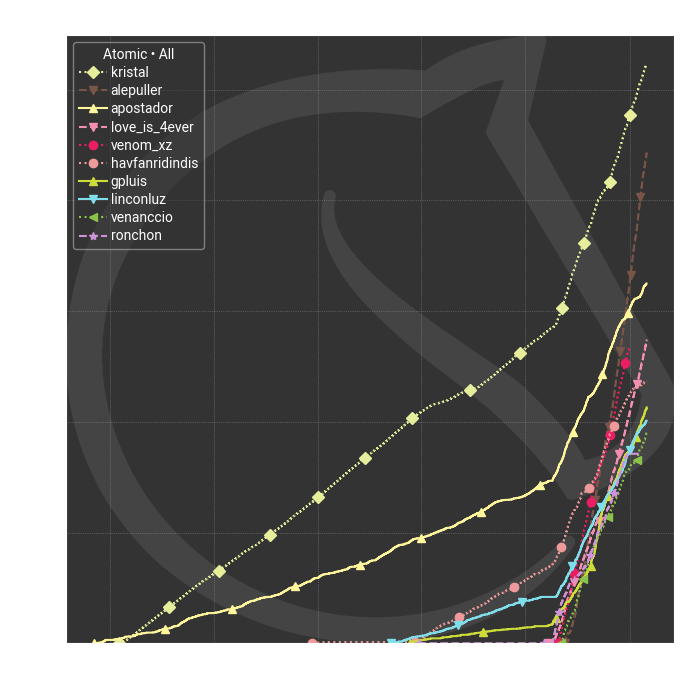 Atomic • All
kristal
alepuller
apostador
love_is_4ever
venom_xz
havfanridindis
gpluis
linconluz
venanccio
ronchon